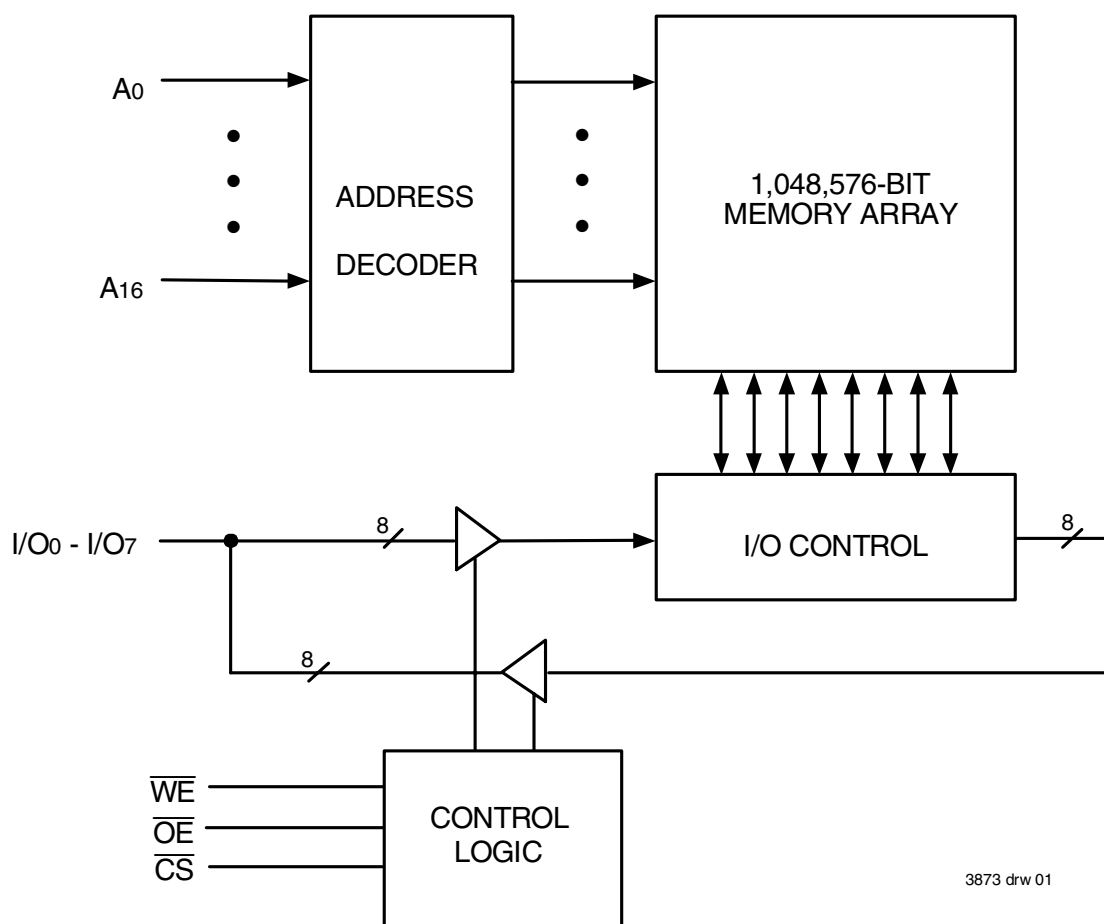 A0
A16
ADDRESS
DECODER
1,048,576-BIT
MEMORY ARRAY
I/O0 - I/O7
8
I/O CONTROL
8
8
WE
OE
CS
CONTROL
LOGIC
3873 drw 01